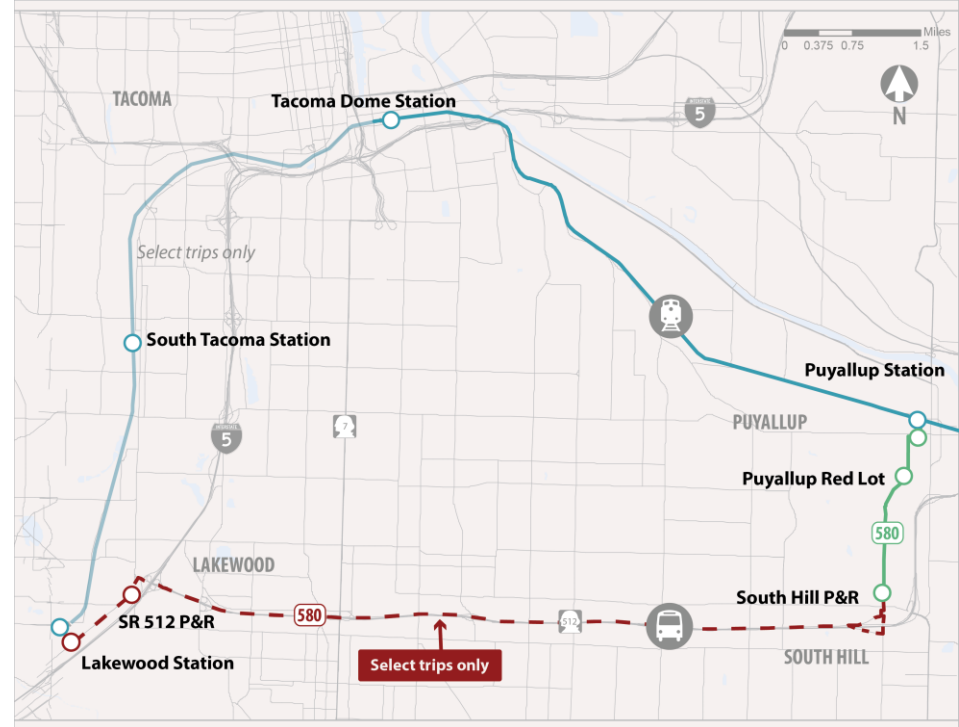 Miles
0 0.375 0.75 1.5
TACOMA
Tacoma Dome Station
INTERSTATE
5
N
Select trips only
South Tacoma Station
Puyallup Station
INTERSTATE
5
7
PUYALLUP
Puyallup Red Lot
580
LAKEWOOD
South Hill P&R
580
SR 512 P&R
512
Lakewood Station
Select trips only
SOUTH HILL